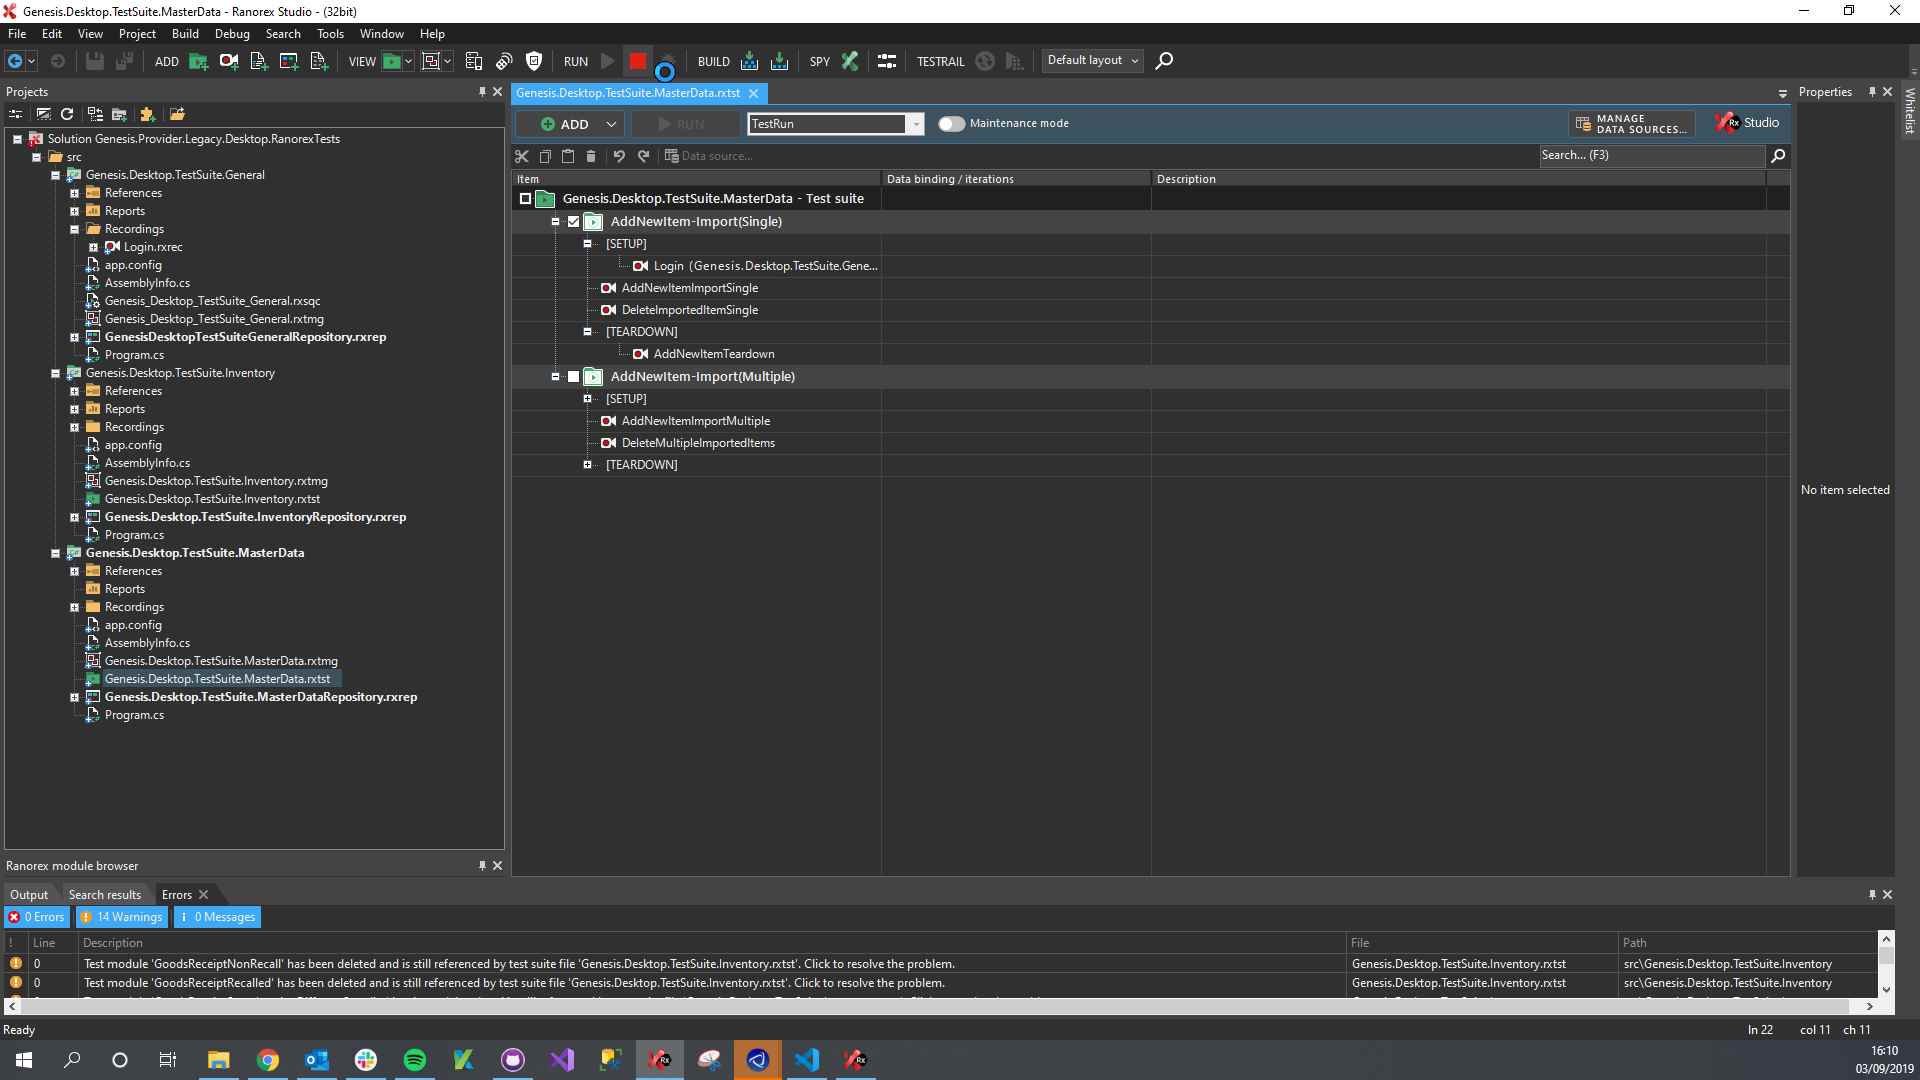 Genesis.Desktop.TestSuite.MasterData - Ranorex Studio - (32bit)
File Edit View Project Build Debug Search Tools Window Help
ADD VIEW RUN BUILD SPY TESTRAIL Default layout
Projects
Genesis.Desktop.TestSuite.MasterData.rxtst
Properties
Whitelist
ADD RUN TestRun Maintenance mode MANAGE DATA SOURCES... Rx Studio
Data source... Search... (F3)
Item Data binding / iterations Description
Solution Genesis.Provider.Legacy.Desktop.RanorexTests
src
Genesis.Desktop.TestSuite.General
References
Reports
Recordings
Login.rxrec
app.config
AssemblyInfo.cs
Genesis_Desktop_TestSuite_General.rxsqc
Genesis_Desktop_TestSuite_General.rxtmg
GenesisDesktopTestSuiteGeneralRepository.rxrep
Program.cs
Genesis.Desktop.TestSuite.Inventory
References
Reports
Recordings
app.config
AssemblyInfo.cs
Genesis.Desktop.TestSuite.Inventory.rxtmg
Genesis.Desktop.TestSuite.Inventory.rxtst
Genesis.Desktop.TestSuite.InventoryRepository.rxrep
Program.cs
Genesis.Desktop.TestSuite.MasterData
References
Reports
Recordings
app.config
AssemblyInfo.cs
Genesis.Desktop.TestSuite.MasterData.rxtmg
Genesis.Desktop.TestSuite.MasterData.rxtst
Genesis.Desktop.TestSuite.MasterDataRepository.rxrep
Program.cs
Genesis.Desktop.TestSuite.MasterData - Test suite
AddNewItem-Import(Single)
[SETUP]
Login (Genesis.Desktop.TestSuite.Gene...
AddNewItemImportSingle
DeleteImportedItemSingle
[TEARDOWN]
AddNewItemTeardown
AddNewItem-Import(Multiple)
[SETUP]
AddNewItemImportMultiple
DeleteMultipleImportedItems
[TEARDOWN]
No item selected
Ranorex module browser
Output Search results Errors
0 Errors 14 Warnings 0 Messages
! Line Description File Path
0 Test module 'GoodsReceiptNonRecall' has been deleted and is still referenced by test suite file 'Genesis.Desktop.TestSuite.Inventory.rxtst'. Click to resolve the problem. Genesis.Desktop.TestSuite.Inventory.rxtst src\Genesis.Desktop.TestSuite.Inventory
0 Test module 'GoodsReceiptRecalled' has been deleted and is still referenced by test suite file 'Genesis.Desktop.TestSuite.Inventory.rxtst'. Click to resolve the problem. Genesis.Desktop.TestSuite.Inventory.rxtst src\Genesis.Desktop.TestSuite.Inventory
Ready ln 22 col 11 ch 11
16:10
03/09/2019